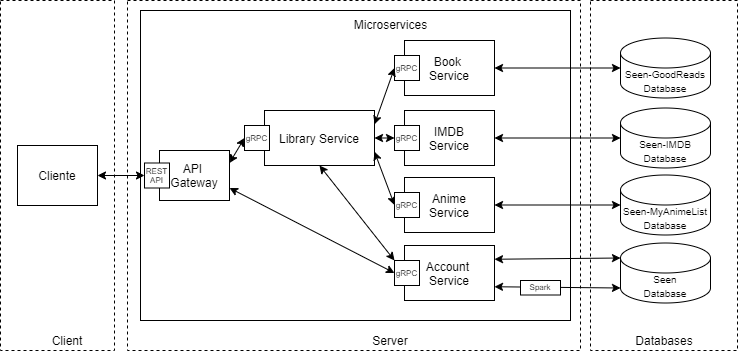 Microservices
Book
Service
gRPC
Seen-GoodReads
Database
gRPC
Library Service
gRPC
IMDB
Service
Seen-IMDB
Database
Cliente
REST
API
API
Gateway
gRPC
Anime
Service
Seen-MyAnimeList
Database
gRPC
Account
Service
Spark
Seen
Database
Client
Server
Databases